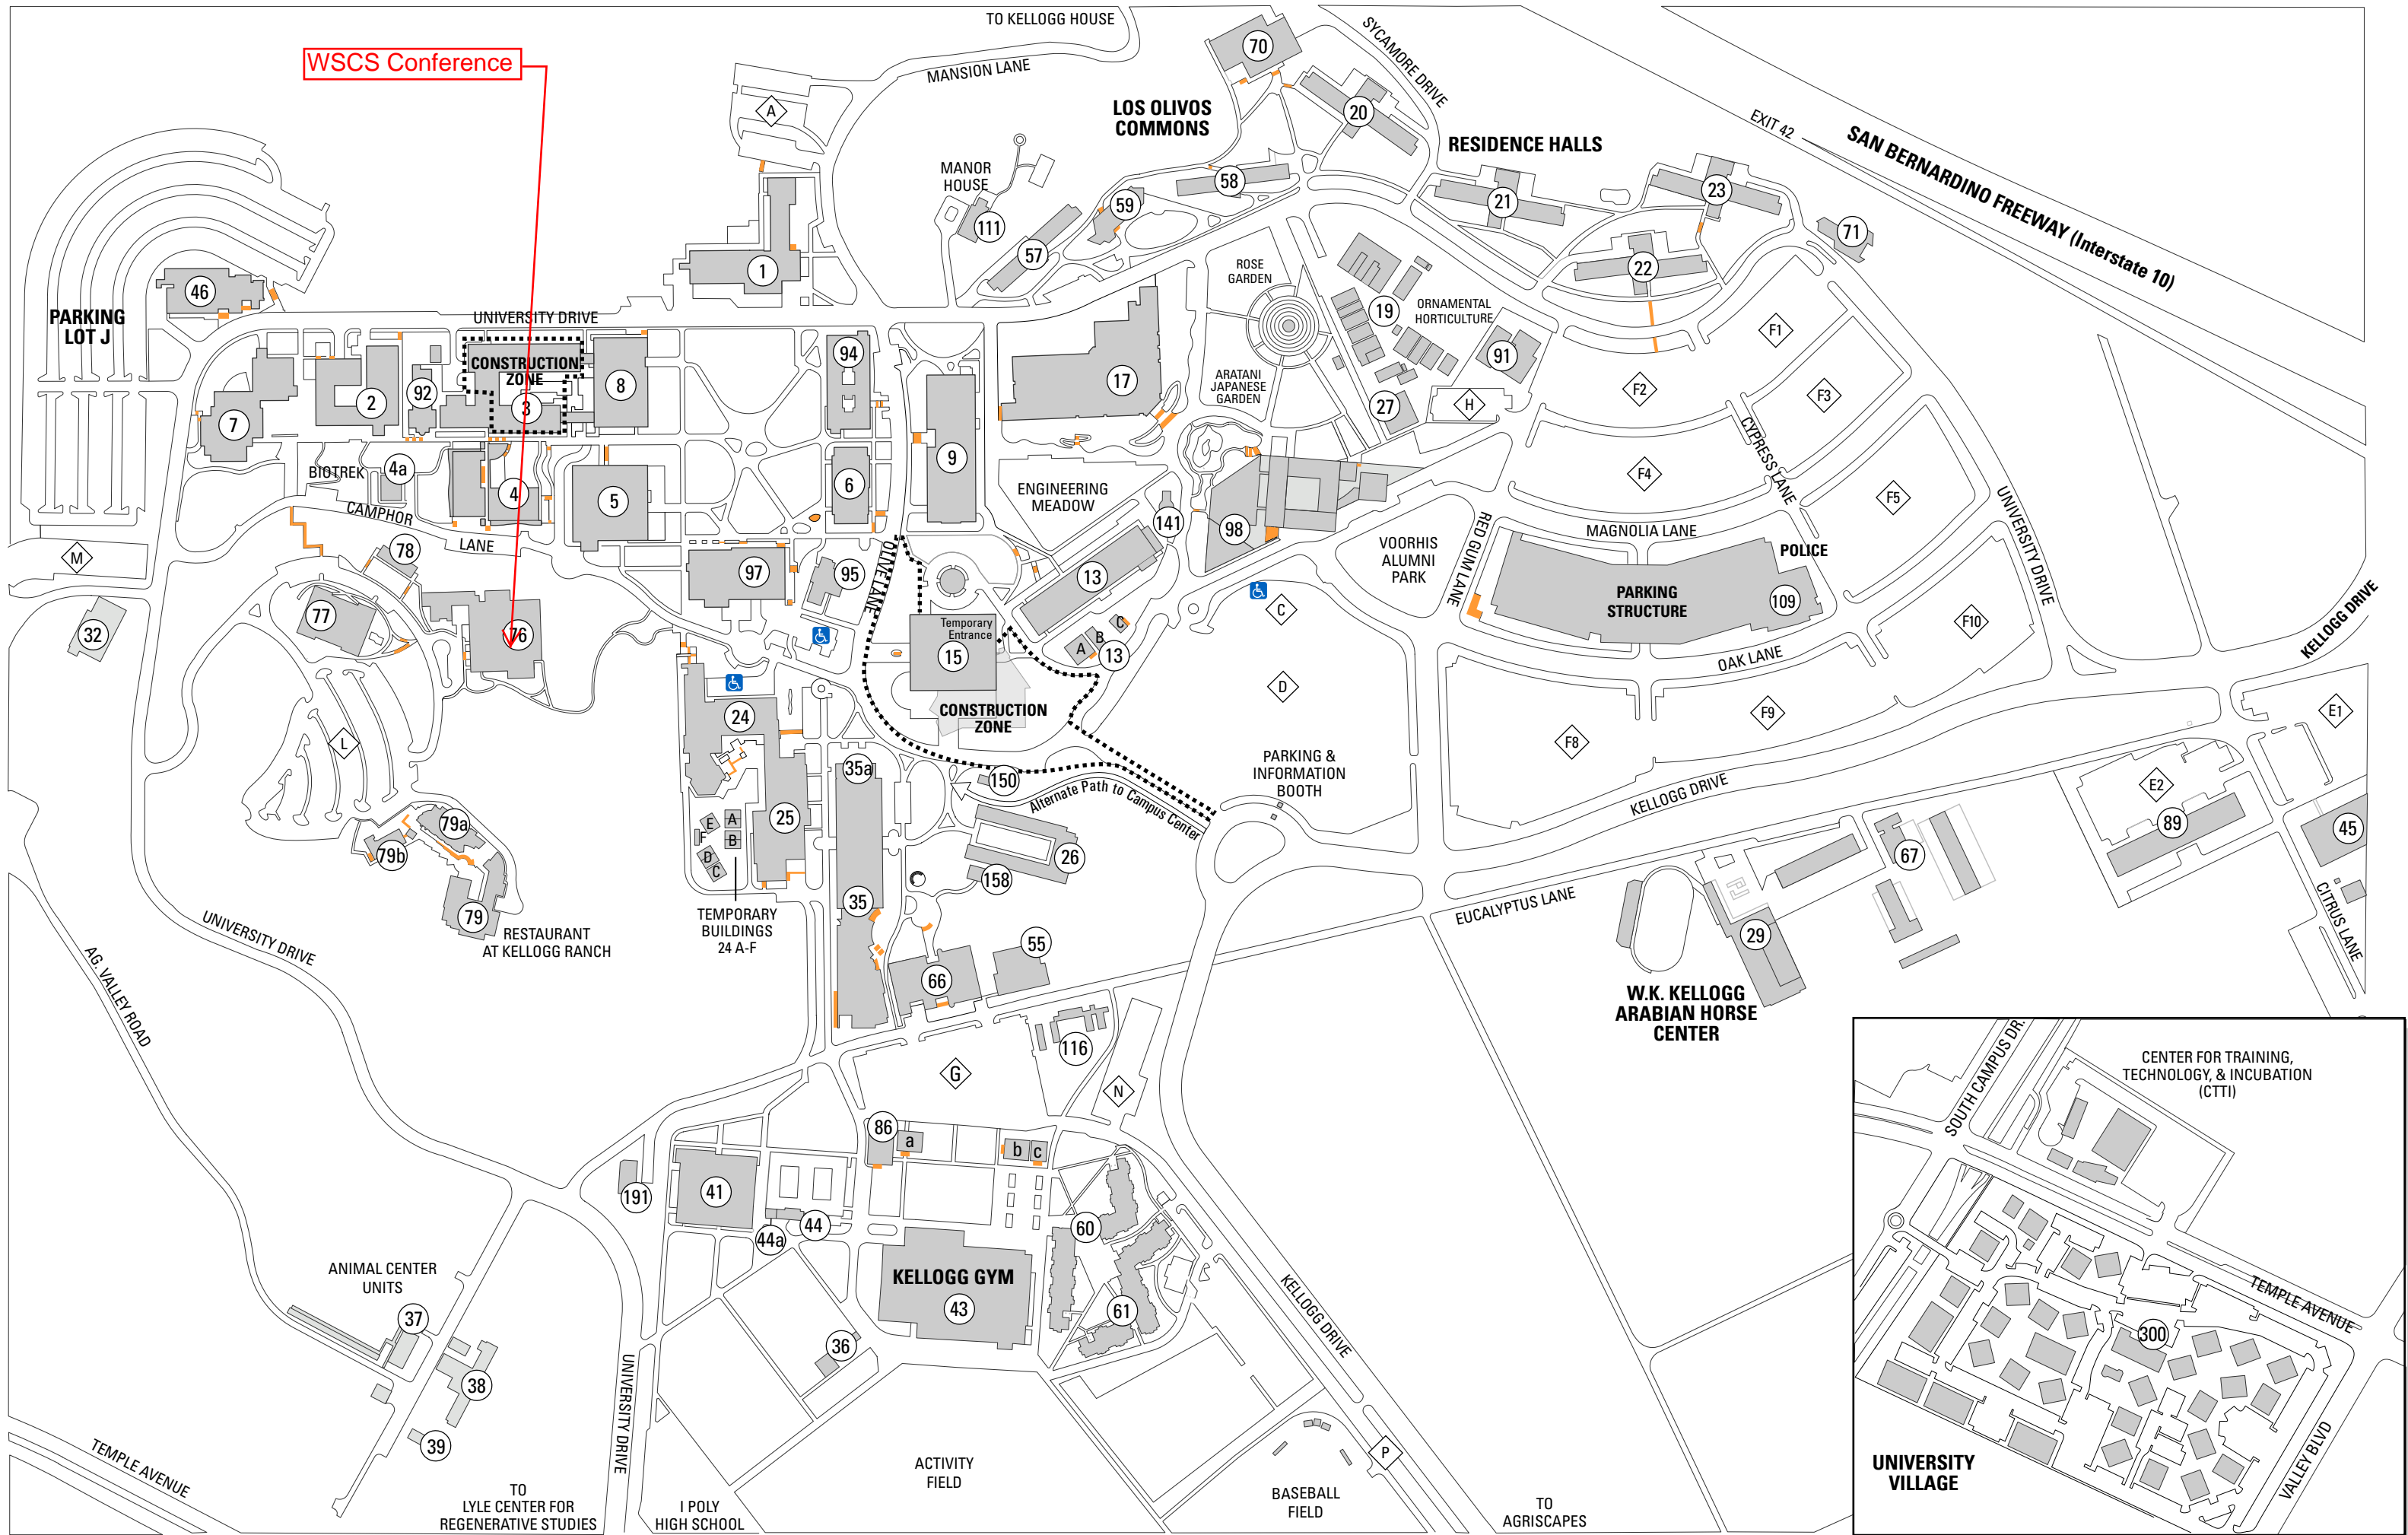 TO KELLOGG HOUSE
WSCS Conference
MANSION LANE
A
70
SYCAMORE DRIVE
20
LOS OLIVOS
COMMONS
RESIDENCE HALLS
EXIT 42
SAN BERNARDINO FREEWAY (Interstate 10)
MANOR
HOUSE
111
57
59
58
21
23
22
71
1
46
PARKING
LOT J
UNIVERSITY DRIVE
CONSTRUCTION
ZONE
7
2
92
3
8
94
17
9
6
ROSE
GARDEN
ARATANI
JAPANESE
GARDEN
19
ORNAMENTAL
HORTICULTURE
91
27
H
F1
F2
F3
F4
F5
CYPRESS LANE
UNIVERSITY DRIVE
BIOTREK
4a
4
5
CAMPHOR
LANE
M
78
77
76
32
97
95
OLIVE LANE
ENGINEERING
MEADOW
141
98
13
VOORHIS
ALUMNI
PARK
RED GUM LANE
MAGNOLIA LANE
POLICE
PARKING
STRUCTURE
109
F10
KELLOGG DRIVE
OAK LANE
Temporary
Entrance
15
A
B
C
13
C
D
CONSTRUCTION
ZONE
F8
F9
E1
L
24
35a
150
Alternate Path to Campus Center
PARKING &
INFORMATION
BOOTH
KELLOGG DRIVE
E2
89
45
25
E
A
F
B
D
C
26
158
67
79a
79b
79
RESTAURANT
AT KELLOGG RANCH
TEMPORARY
BUILDINGS
24 A-F
35
66
55
EUCALYPTUS LANE
29
W.K. KELLOGG
ARABIAN HORSE
CENTER
CITRUS LANE
UNIVERSITY DRIVE
AG. VALLEY ROAD
116
G
N
86
a
b
c
191
41
44
44a
60
KELLOGG GYM
43
61
36
KELLOGG DRIVE
ANIMAL CENTER
UNITS
37
38
39
UNIVERSITY DRIVE
TEMPLE AVENUE
TO
LYLE CENTER FOR
REGENERATIVE STUDIES
I POLY
HIGH SCHOOL
ACTIVITY
FIELD
BASEBALL
FIELD
P
TO
AGRISCAPES
SOUTH CAMPUS DR.
CENTER FOR TRAINING,
TECHNOLOGY, & INCUBATION
(CTTI)
TEMPLE AVENUE
300
VALLEY BLVD
UNIVERSITY
VILLAGE